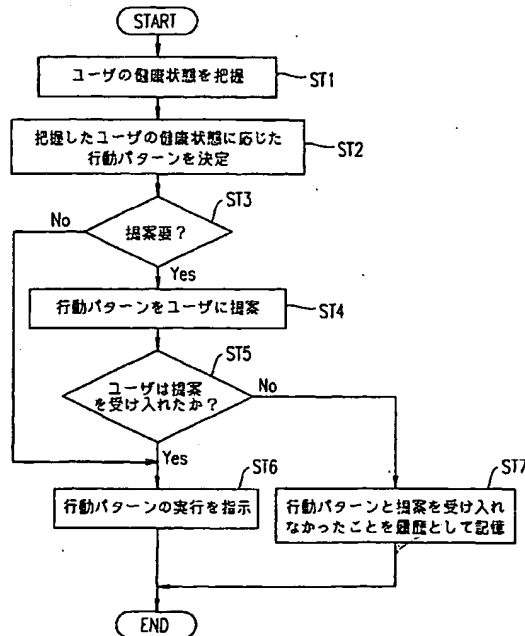 START
ユーザの健康状態を把握
ST1
把握したユーザの健康状態に応じた
行動パターンを決定
ST2
ST3
No
提案要?
Yes
行動パターンをユーザに提案
ST4
ST5
ユーザは提案
を受け入れたか?
No
Yes
ST6
ST7
行動パターンの実行を指示
行動パターンと提案を受け入れ
なかったことを履歴として記憶
END